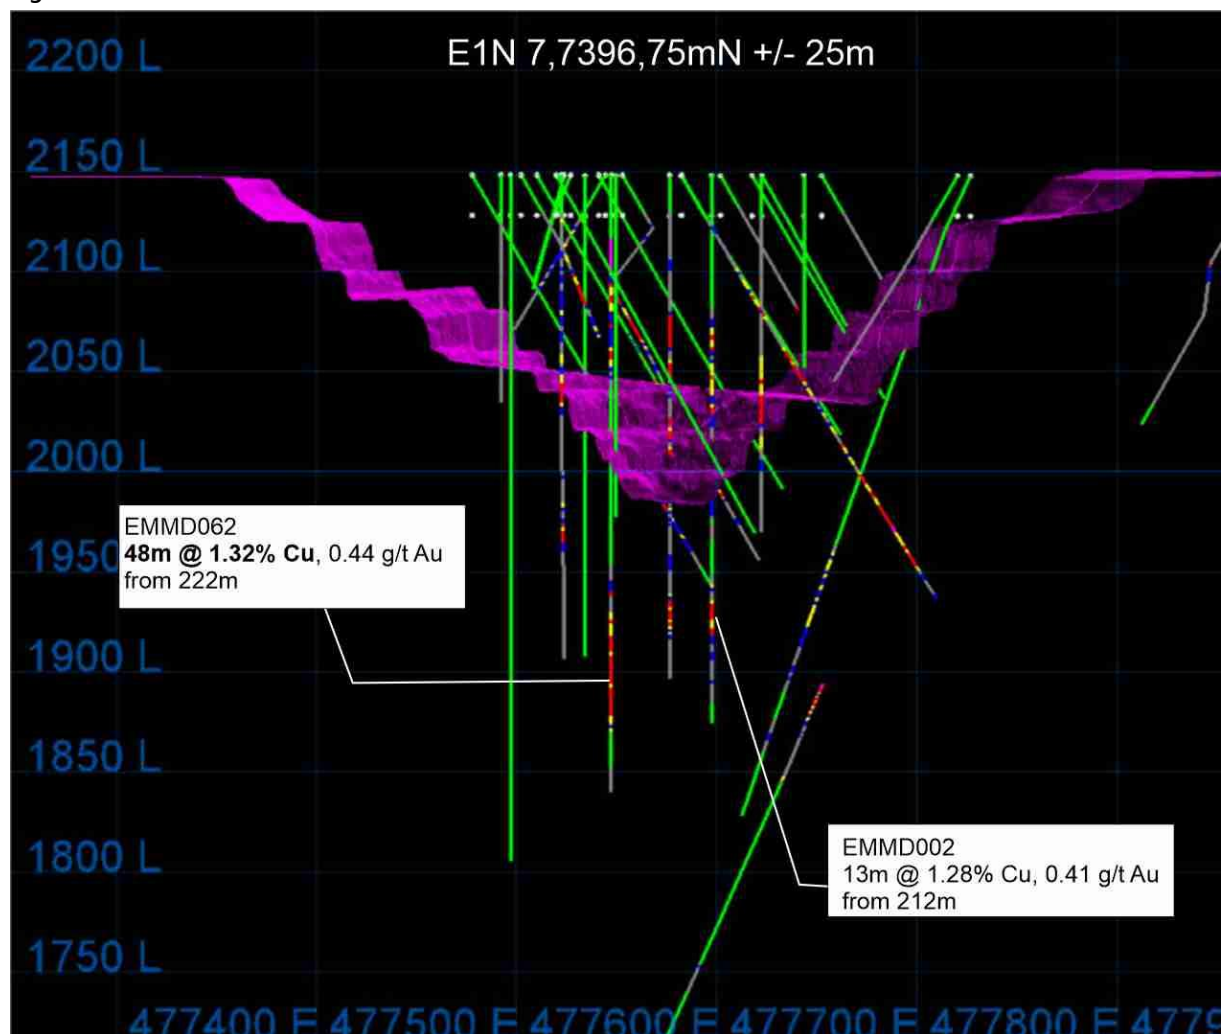 E1N 7,7396,75mN +/- 25m
2200 L
2150 L
2100 L
2050 L
2000 L
EMMD062
48m @ 1.32% Cu, 0.44 g/t Au
from 222m
1950
1900 L
1850 L
EMMD002
13m @ 1.28% Cu, 0.41 g/t Au
from 212m
1800 L
1750 L
477400 E 477500 E 477600 E 477700 E 477800 E 4779